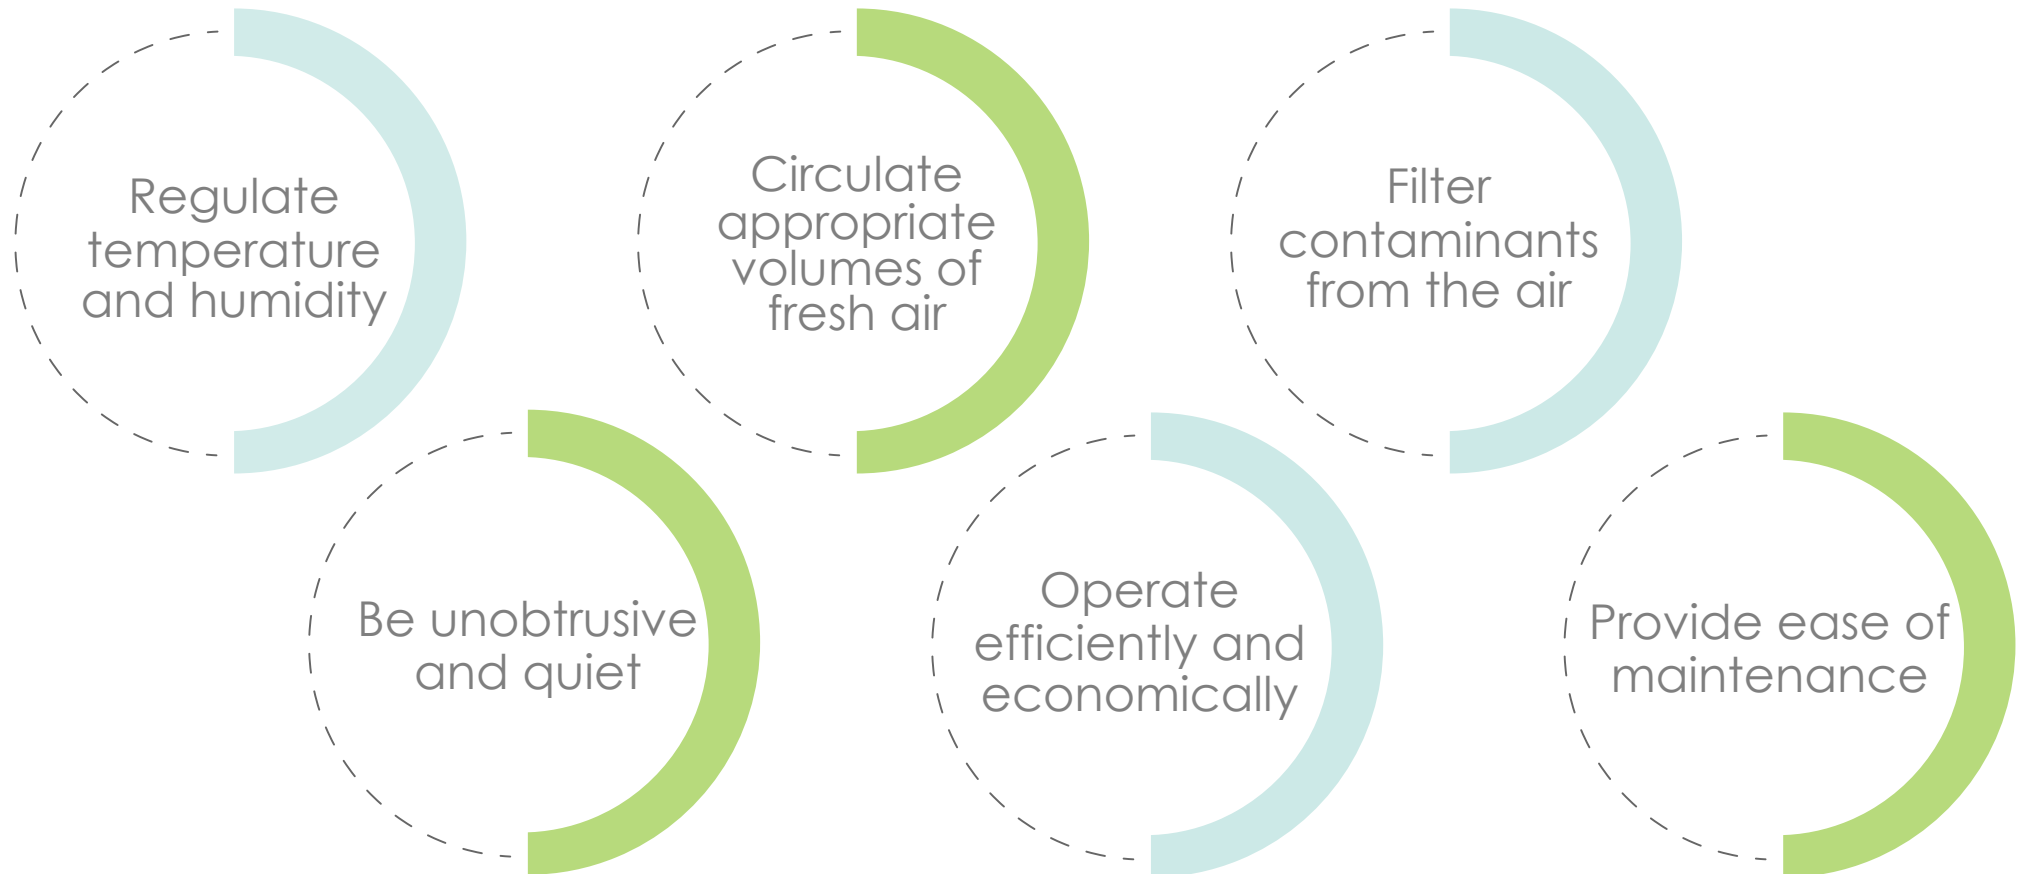 Regulate
temperature
and humidity
Circulate
appropriate
volumes of
fresh air
Filter
contaminants
from the air
Be unobtrusive
and quiet
Operate
efficiently and
economically
Provide ease of
maintenance